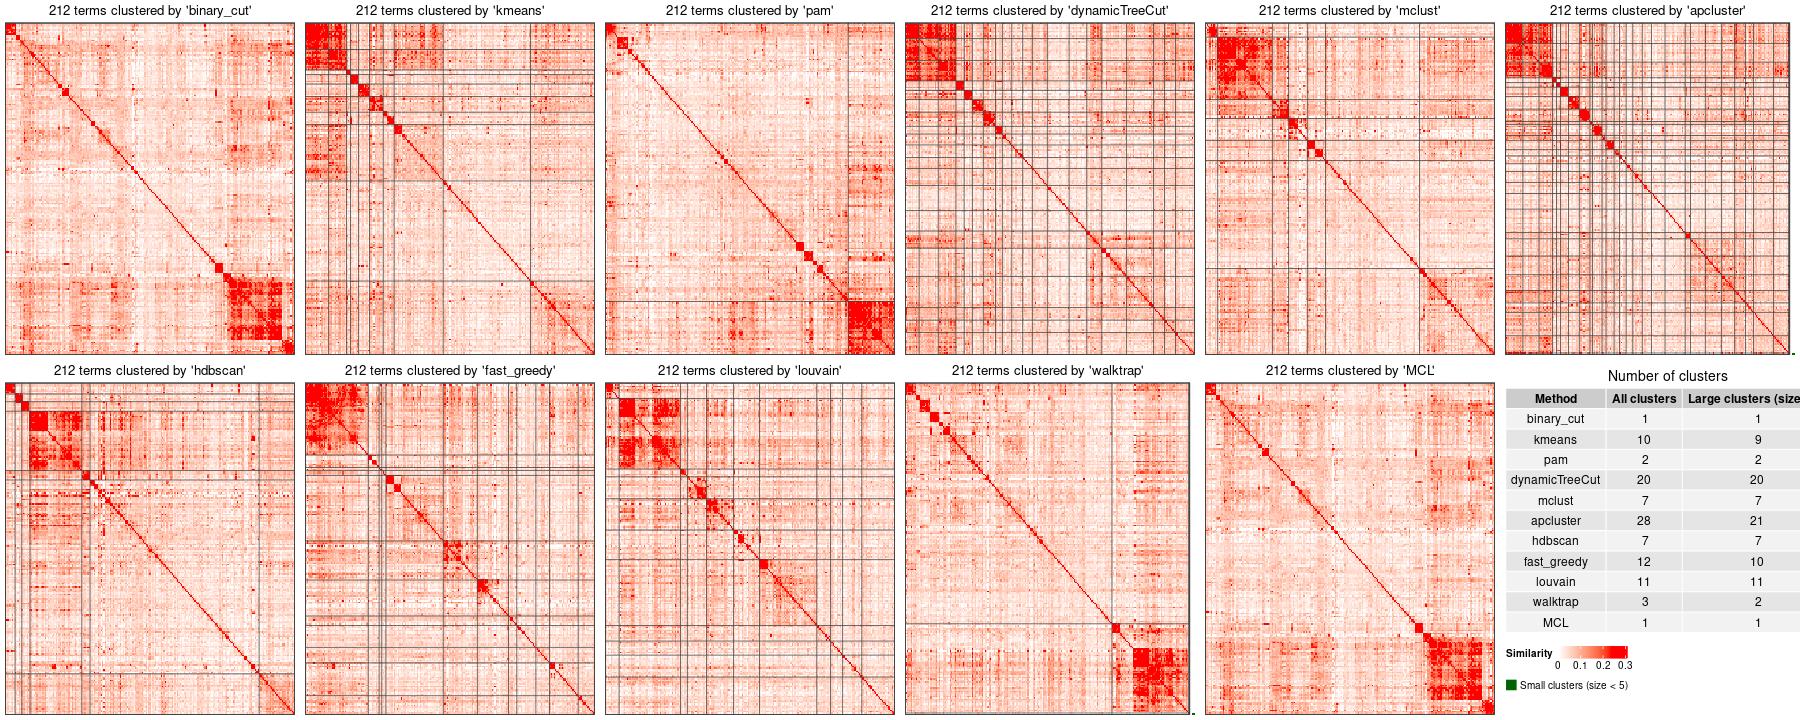 212 terms clustered by 'binary_cut'
212 terms clustered by 'kmeans'
212 terms clustered by 'pam'
212 terms clustered by 'dynamicTreeCut'
212 terms clustered by 'mclust'
212 terms clustered by 'apcluster'
212 terms clustered by 'hdbscan'
212 terms clustered by 'fast_greedy'
212 terms clustered by 'louvain'
212 terms clustered by 'walktrap'
212 terms clustered by 'MCL'
Number of clusters
Method All clusters Large clusters (size
binary_cut 1 1
kmeans 10 9
pam 2 2
dynamicTreeCut 20 20
mclust 7 7
apcluster 28 21
hdbscan 7 7
fast_greedy 12 10
louvain 11 11
walktrap 3 2
MCL 1 1
Similarity
0 0.1 0.2 0.3
Small clusters (size < 5)